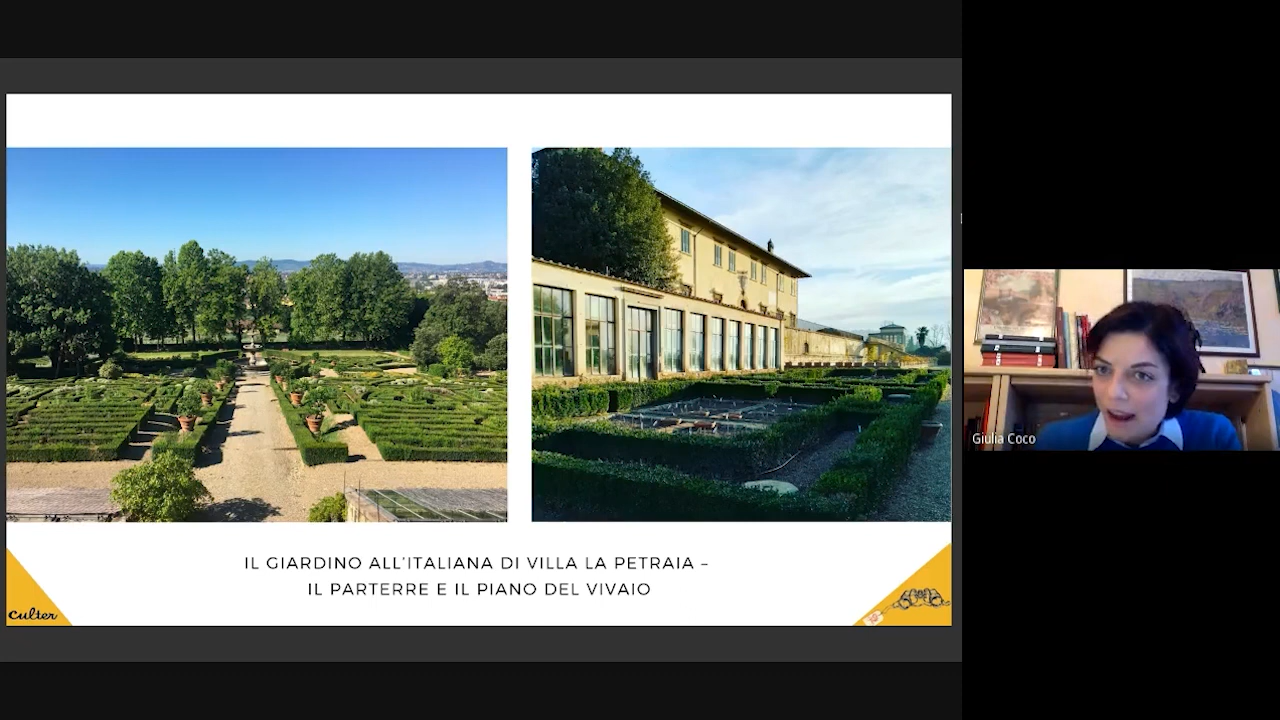 IL GIARDINO ALL'ITALIANA DI VILLA LA PETRAIA –
IL PARTERRE E IL PIANO DEL VIVAIO
culter
Giulia Coco